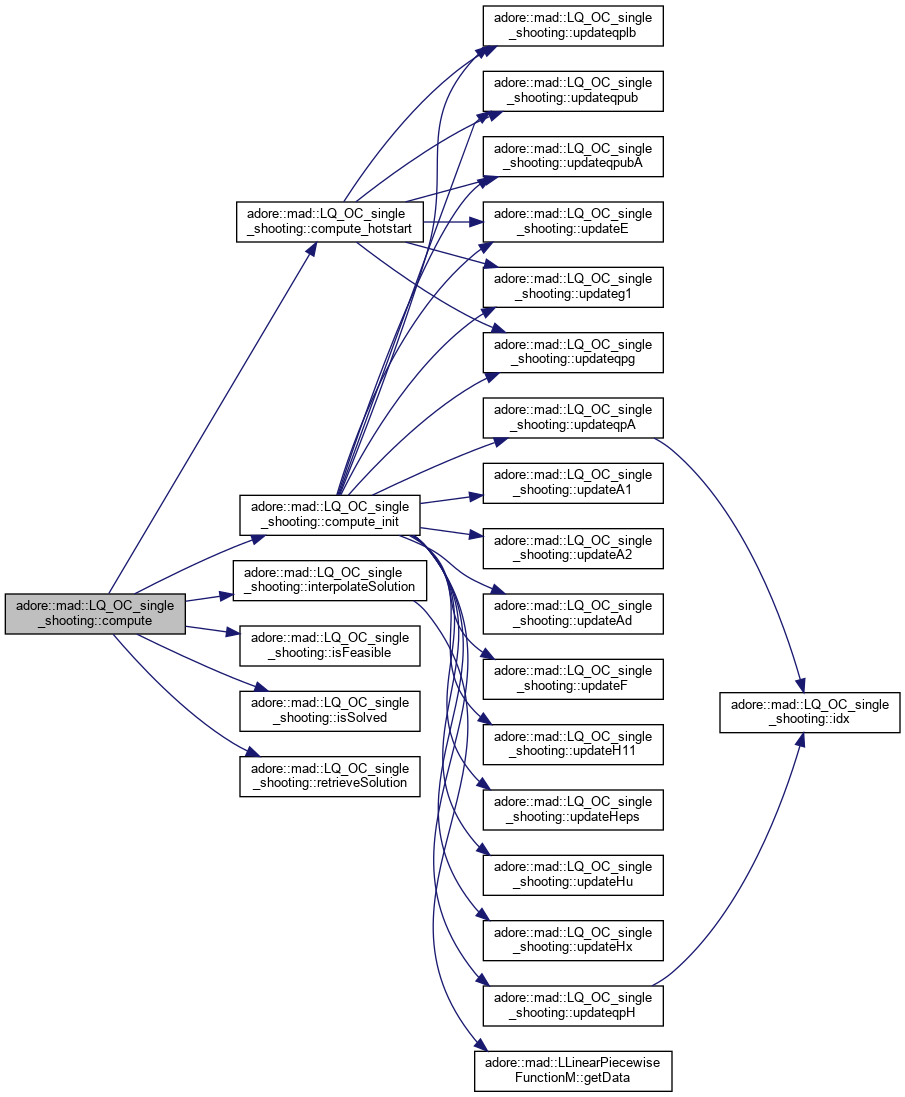 adore::mad::LQ_OC_single
_shooting::compute
adore::mad::LQ_OC_single
_shooting::compute_hotstart
adore::mad::LQ_OC_single
_shooting::compute_init
adore::mad::LQ_OC_single
_shooting::interpolateSolution
adore::mad::LQ_OC_single
_shooting::isFeasible
adore::mad::LQ_OC_single
_shooting::isSolved
adore::mad::LQ_OC_single
_shooting::retrieveSolution
adore::mad::LQ_OC_single
_shooting::updateqplb
adore::mad::LQ_OC_single
_shooting::updateqpub
adore::mad::LQ_OC_single
_shooting::updateqpubA
adore::mad::LQ_OC_single
_shooting::updateE
adore::mad::LQ_OC_single
_shooting::updateg1
adore::mad::LQ_OC_single
_shooting::updateqpg
adore::mad::LQ_OC_single
_shooting::updateqpA
adore::mad::LQ_OC_single
_shooting::updateA1
adore::mad::LQ_OC_single
_shooting::updateA2
adore::mad::LQ_OC_single
_shooting::updateAd
adore::mad::LQ_OC_single
_shooting::updateF
adore::mad::LQ_OC_single
_shooting::updateH11
adore::mad::LQ_OC_single
_shooting::updateHeps
adore::mad::LQ_OC_single
_shooting::updateHu
adore::mad::LQ_OC_single
_shooting::updateHx
adore::mad::LQ_OC_single
_shooting::updateqpH
adore::mad::LLinearPiecewise
FunctionM::getData
adore::mad::LQ_OC_single
_shooting::idx